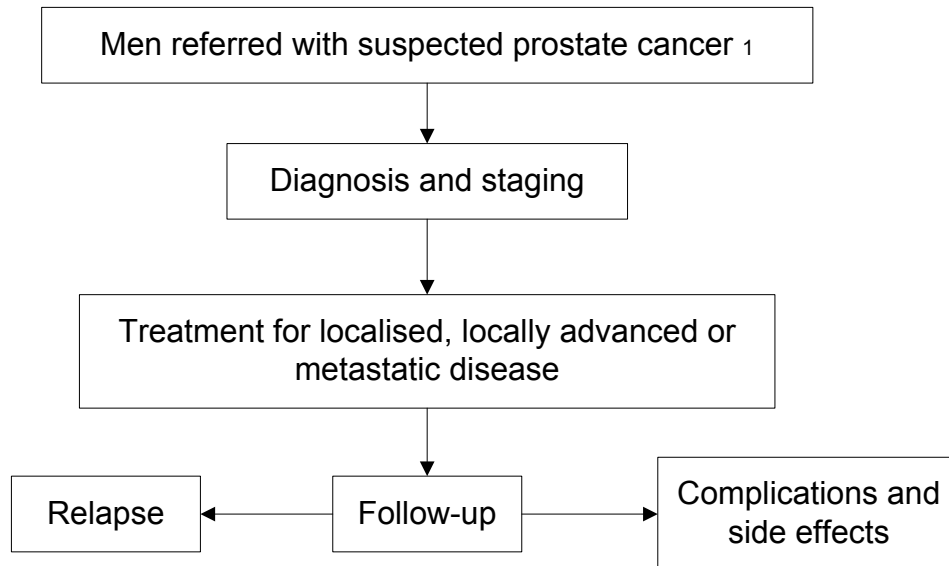 Men referred with suspected prostate cancer 1
Diagnosis and staging
Treatment for localised, locally advanced or
metastatic disease
Relapse
Follow-up
Complications and
side effects